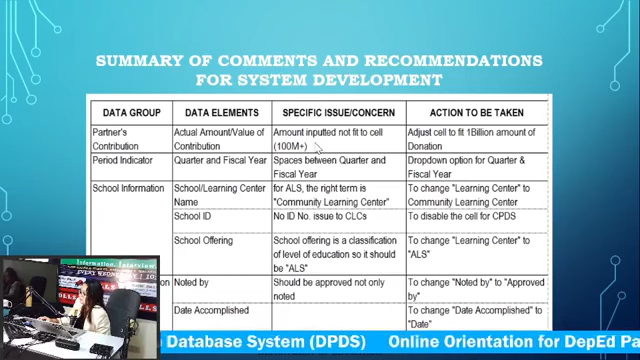 SUMMARY OF COMMENTS AND RECOMMENDATIONS
FOR SYSTEM DEVELOPMENT
DATA GROUP DATA ELEMENTS SPECIFIC ISSUE/CONCERN ACTION TO BE TAKEN
Partner's Actual Amount/Value of Amount inputted not fit to cell Adjust cell to fit 1Billion amount of
Contribution Contribution (100M+) Donation
Period Indicator Quarter and Fiscal Year Spaces between Quarter and Dropdown option for Quarter &
Fiscal Year Fiscal Year
School Information School/Learning Center for ALS, the right term is To change "Learning Center" to
Name "Community Learning Center" Community Learning Center
School ID No ID No. issue to CLCs To disable the cell for CPDS
School Offering School offering is a classification To change "Learning Center" to
of level of education so it should "ALS"
be "ALS"
on Noted by Should be approved not only To change "Noted by" to "Approved
noted by"
Date Accomplished To change "Date Accomplished" to
"Date"
Information. Interview.
EVERY WEDNESDAY | 10
Database System (DPDS) Online Orientation for DepEd Pa